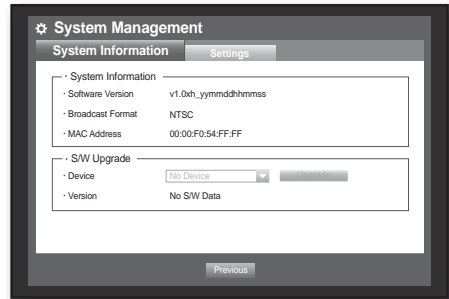 System Management
System Information Settings
· System Information
· Software Version v1.0xh_yymmddhhmmss
· Broadcast Format NTSC
· MAC Address 00:00:F0:54:FF:FF
· S/W Upgrade
· Device No Device Upgrade
· Version No S/W Data
Previous